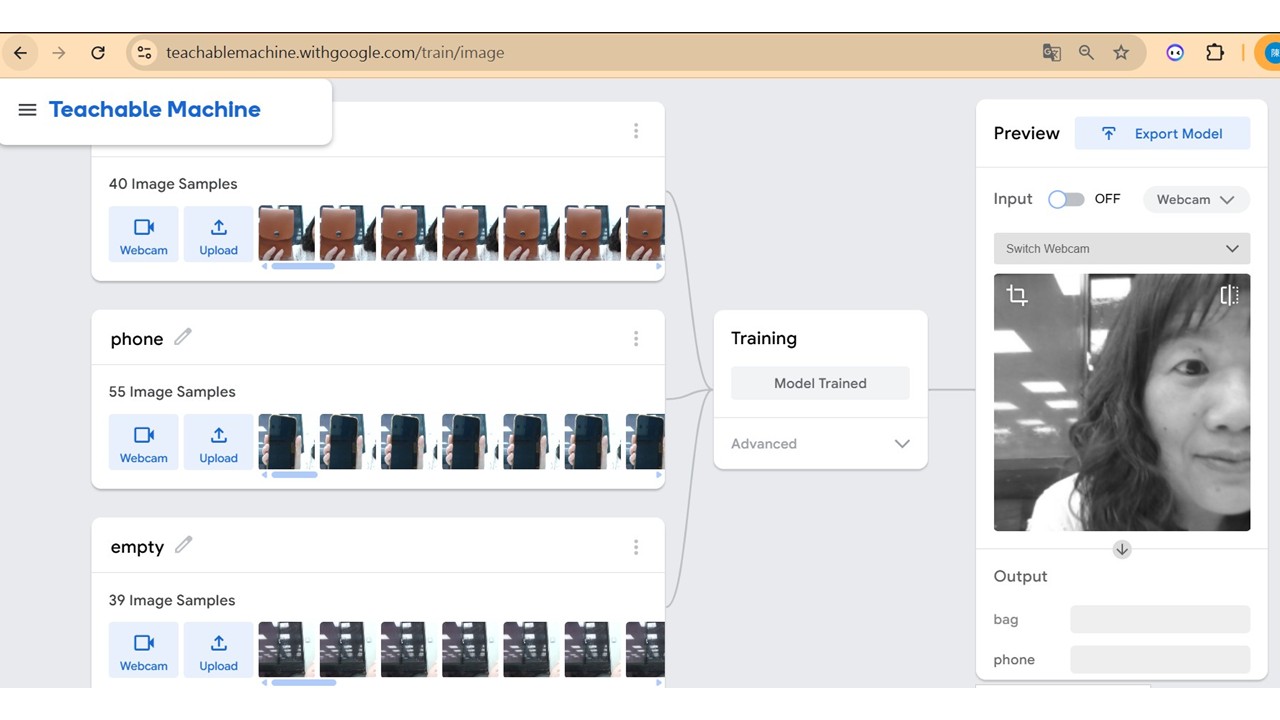 teachablemachine.withgoogle.com/train/image
陳
Teachable Machine
40 Image Samples
Webcam
Upload
phone
55 Image Samples
Webcam
Upload
empty
39 Image Samples
Webcam
Upload
Training
Model Trained
Advanced
Preview
Export Model
Input
OFF
Webcam
Switch Webcam
Output
bag
phone